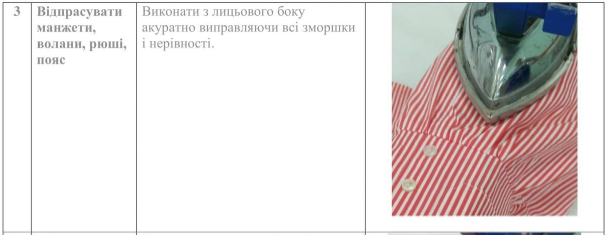 3 Відпрасувати Виконати з лицьового боку
манжети, акуратно виправляючи всі зморшки
волани, рюші, і нерівності.
пояс